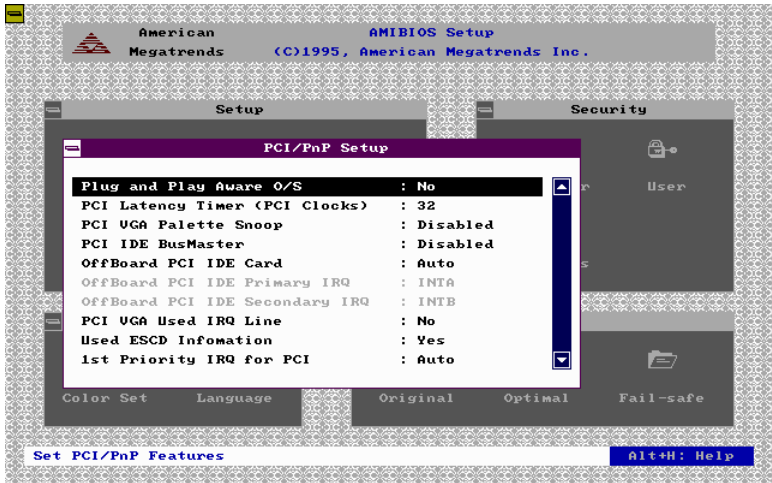 American AMIBIOS Setup
Megatrends (C)1995, American Megatrends Inc.
Setup
Security
PCI/PnP Setup
Plug and Play Aware O/S : No
PCI Latency Timer (PCI Clocks) : 32
PCI VGA Palette Snoop : Disabled
PCI IDE BusMaster : Disabled
OffBoard PCI IDE Card : Auto
OffBoard PCI IDE Primary IRQ : INTA
OffBoard PCI IDE Secondary IRQ : INTB
PCI VGA Used IRQ Line : No
Used ESCD Infomation : Yes
1st Priority IRQ for PCI : Auto
User
Color Set Language
Original Optimal Fail-safe
Set PCI/PnP Features
Alt+H: Help